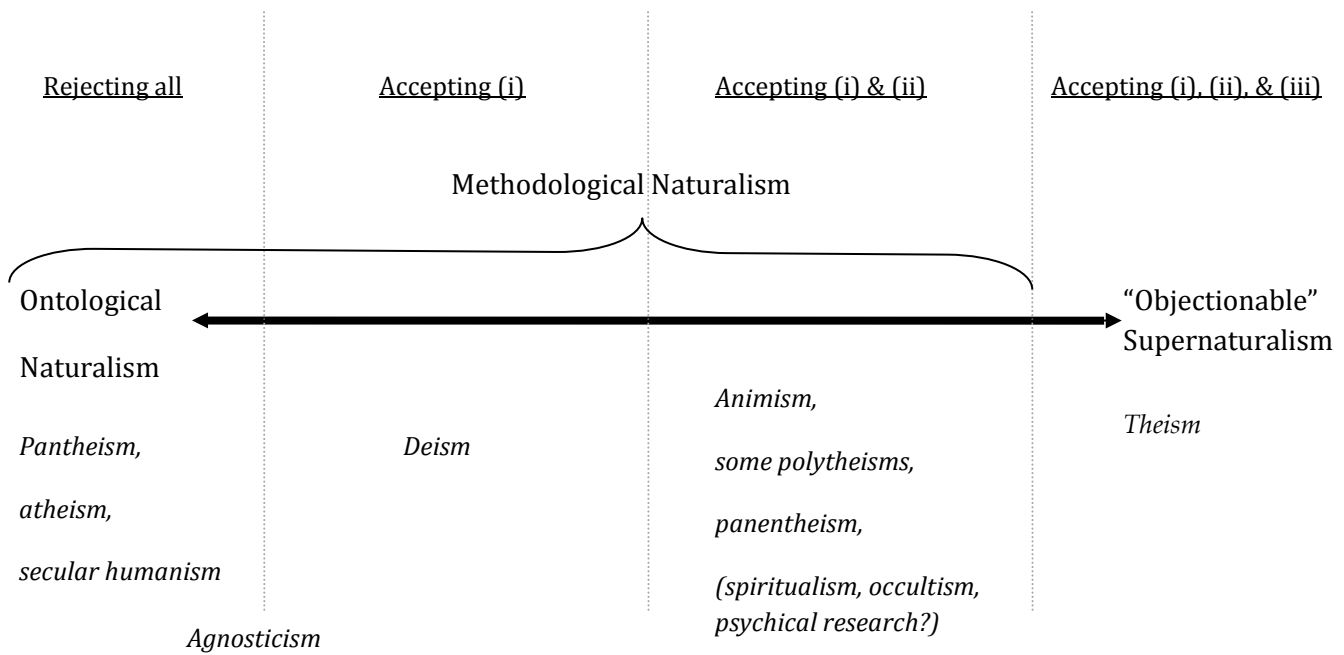 Rejecting all
Accepting (i)
Accepting (i) & (ii)
Accepting (i), (ii), & (iii)
Methodological Naturalism
Ontological
Naturalism
“Objectionable”
Supernaturalism
Pantheism,
atheism,
secular humanism
Agnosticism
Deism
Animism,
some polytheisms,
panentheism,
(spiritualism, occultism,
psychical research?)
Theism